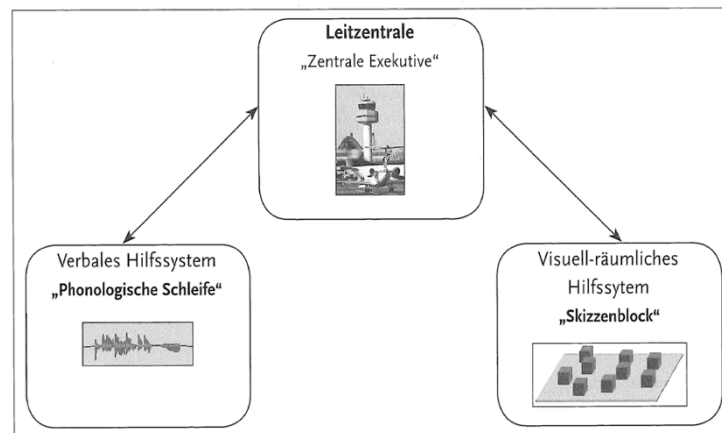 Leitzentrale
„Zentrale Exekutive“
Verbales Hilfssystem
„Phonologische Schleife“
Visuell-räumliches
Hilfssytem
„Skizzenblock“